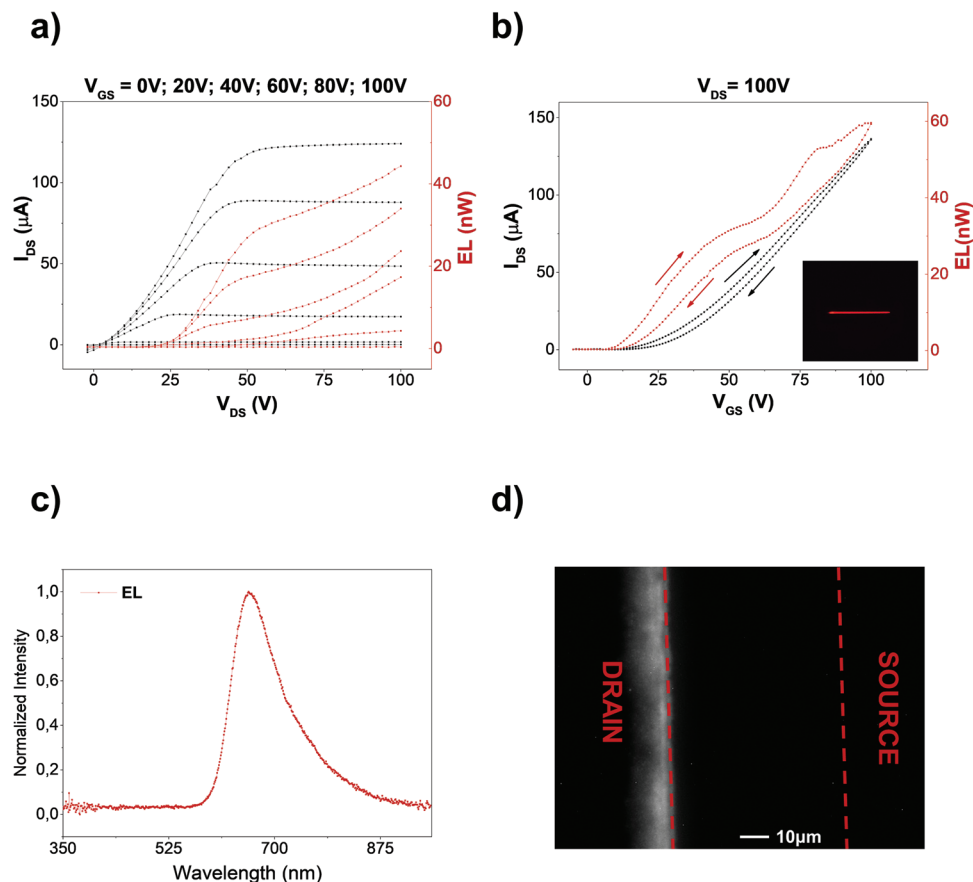 a)
V_GS = 0V; 20V; 40V; 60V; 80V; 100V
150
100
50
0
I_DS (µA)
60
40
20
0
EL (nW)
0 25 50 75 100
V_DS (V)
b)
V_DS= 100V
150
100
50
0
I_DS (µA)
60
40
20
0
EL(nW)
0 25 50 75 100
V_GS (V)
c)
EL
1,0
0,8
0,6
0,4
0,2
0,0
Normalized Intensity
350 525 700 875
Wavelength (nm)
d)
DRAIN
SOURCE
10µm